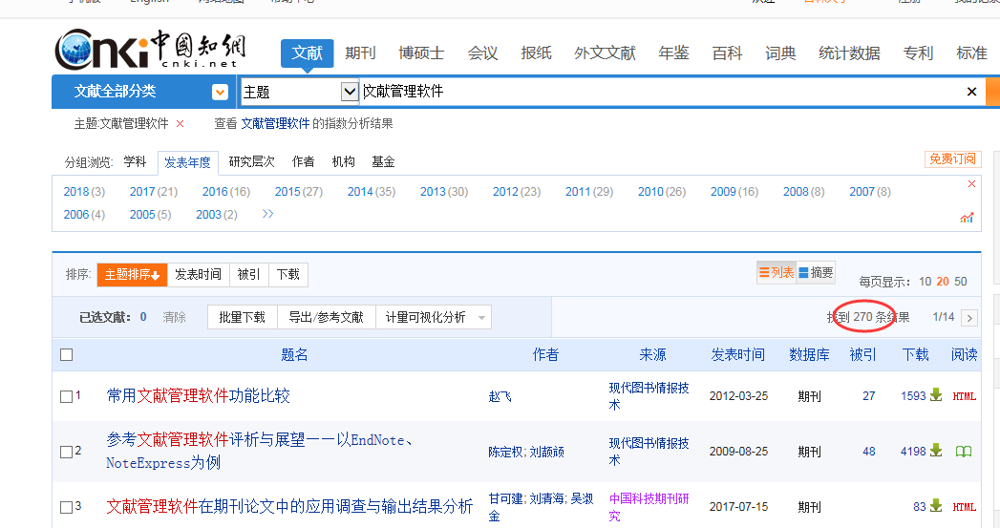 中國知網
cnki.net
文献 期刊 博硕士 会议 报纸 外文文献 年鉴 百科 词典 统计数据 专利 标准
文献全部分类 主题 文献管理软件 ×
主题:文献管理软件 × 查看 文献管理软件 的指数分析结果
分组浏览: 学科 发表年度 研究层次 作者 机构 基金 免费订阅
2018(3) 2017(21) 2016(16) 2015(27) 2014(35) 2013(30) 2012(23) 2011(29) 2010(26) 2009(16) 2008(8) 2007(8) ×
2006(4) 2005(5) 2003(2) >>
排序: 主题排序 发表时间 被引 下载 列表 摘要 每页显示: 10 20 50
已选文献: 0 清除 批量下载 导出/参考文献 计量可视化分析 找到 270 条结果 1/14 >
题名 作者 来源 发表时间 数据库 被引 下载 阅读
1 常用文献管理软件功能比较 赵飞 现代图书情报技术 2012-03-25 期刊 27 1593 HTML
2 参考文献管理软件评析与展望——以EndNote、
NoteExpress为例 陈定权; 刘颉颃 现代图书情报技术 2009-08-25 期刊 48 4198
3 文献管理软件在期刊论文中的应用调查与输出结果分析 甘可建; 刘清海; 吴淑金 中国科技期刊研究 2017-07-15 期刊 83 HTML